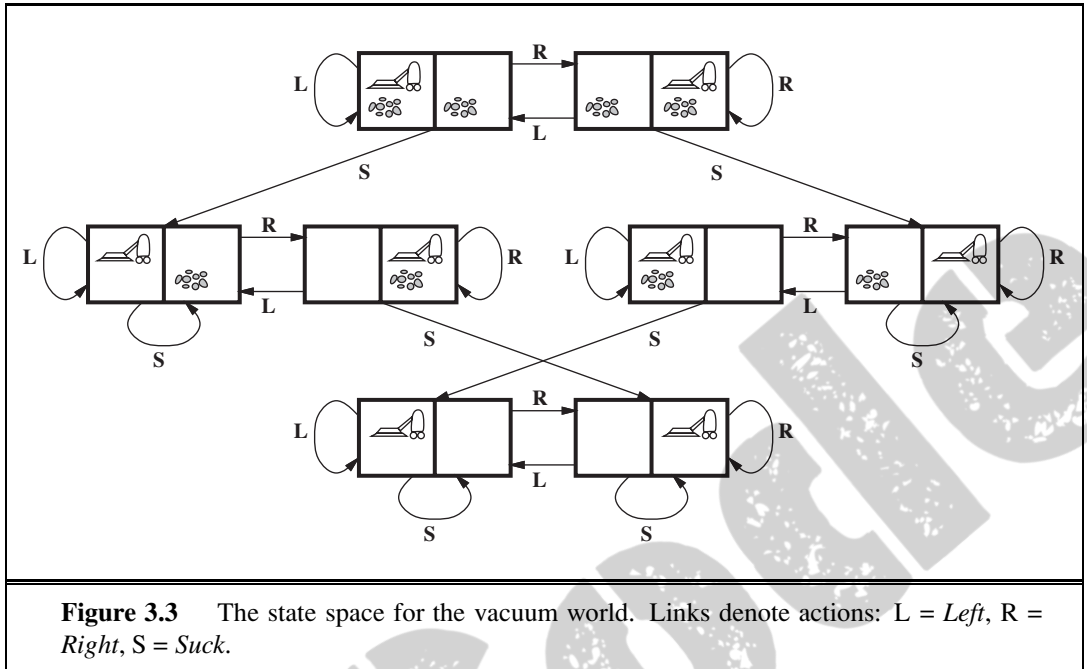 R
L R
L
S S
R R
L R L R
L L
S S S S
R
L R
L
S S
Figure 3.3 The state space for the vacuum world. Links denote actions: L = Left, R =
Right, S = Suck.